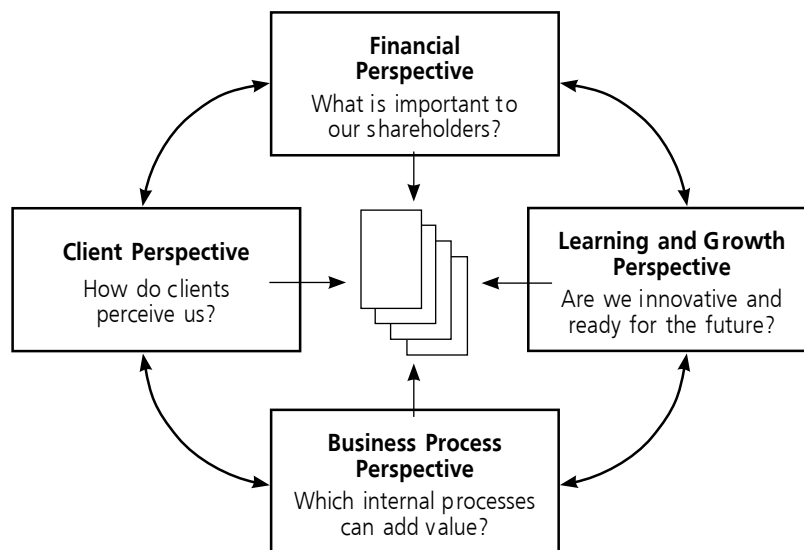 Financial
Perspective
What is important to
our shareholders?
Client Perspective
How do clients
perceive us?
Learning and Growth
Perspective
Are we innovative and
ready for the future?
Business Process
Perspective
Which internal processes
can add value?